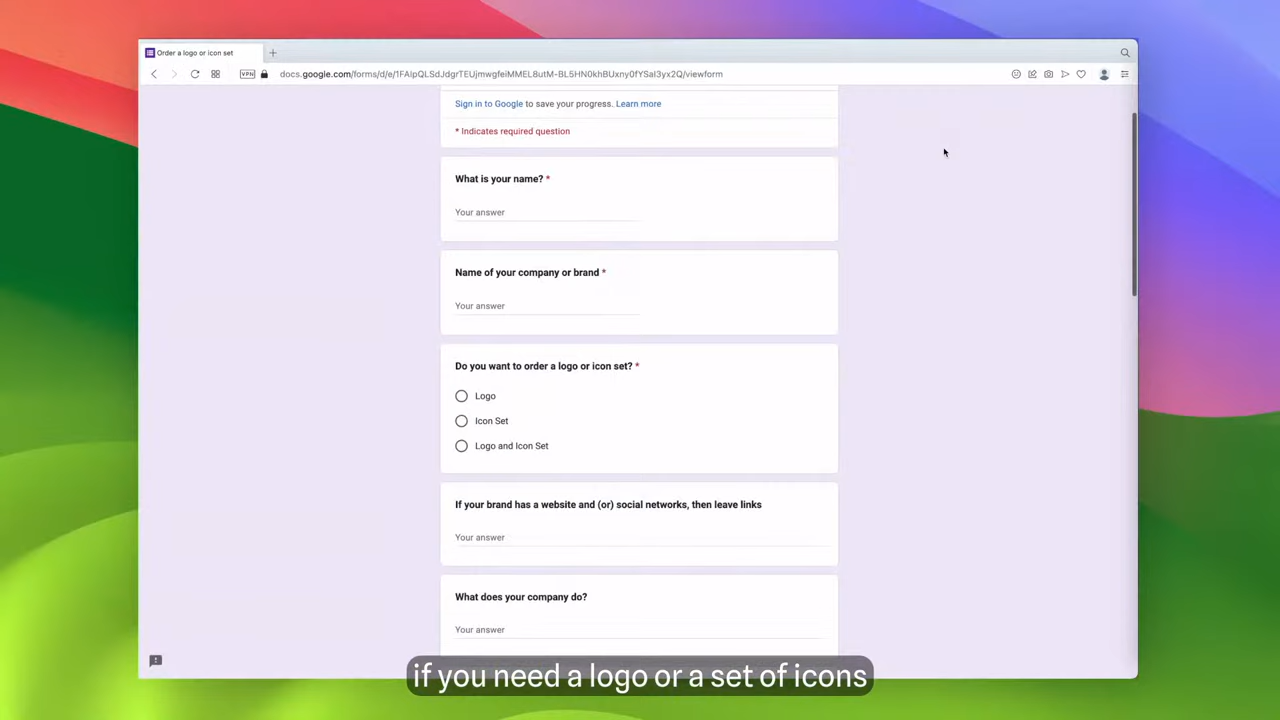 Order a logo or icon set
VPN
docs.google.com/forms/d/e/1FAIpQLSdJdgrTEUjmwgfeiMMEL8utM-BL5HN0khBUxny0fYSaI3yx2Q/viewform
Sign in to Google to save your progress. Learn more
* Indicates required question
What is your name? *
Your answer
Name of your company or brand *
Your answer
Do you want to order a logo or icon set? *
Logo
Icon Set
Logo and Icon Set
If your brand has a website and (or) social networks, then leave links
Your answer
What does your company do?
Your answer
if you need a logo or a set of icons